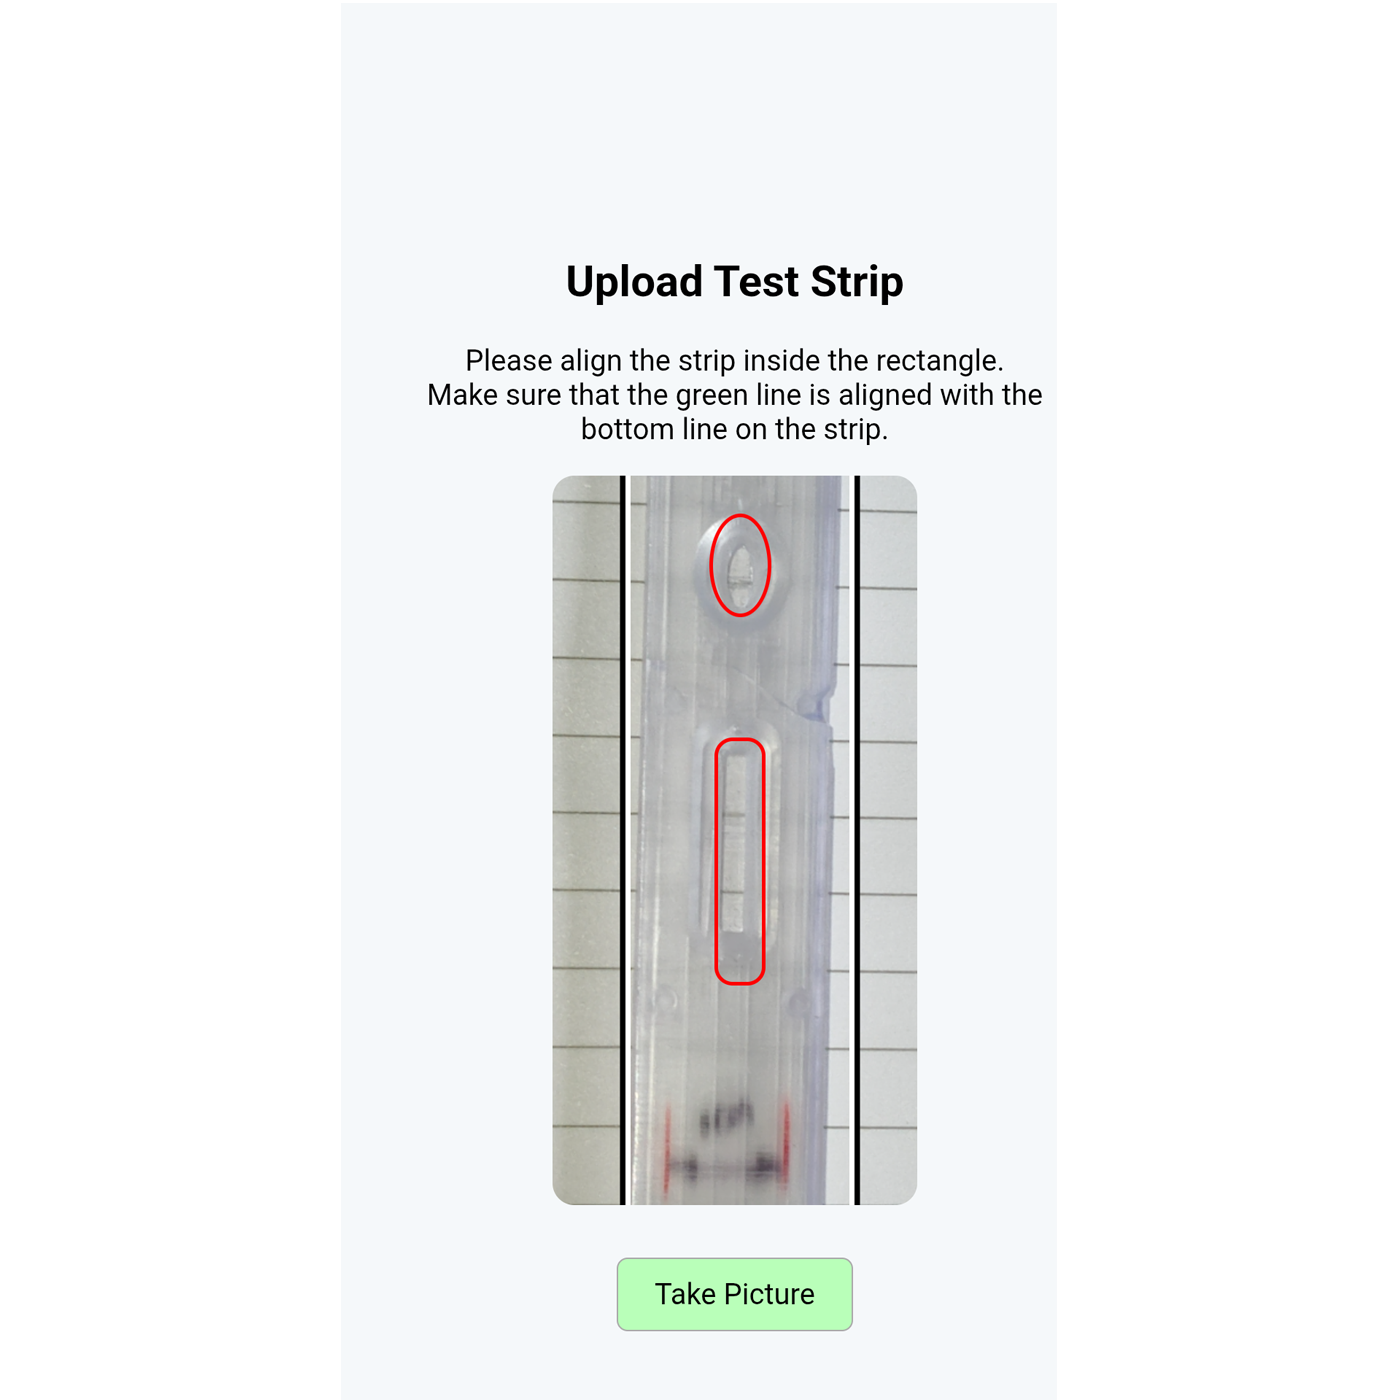 Upload Test Strip
Please align the strip inside the rectangle.
Make sure that the green line is aligned with the
bottom line on the strip.
Take Picture